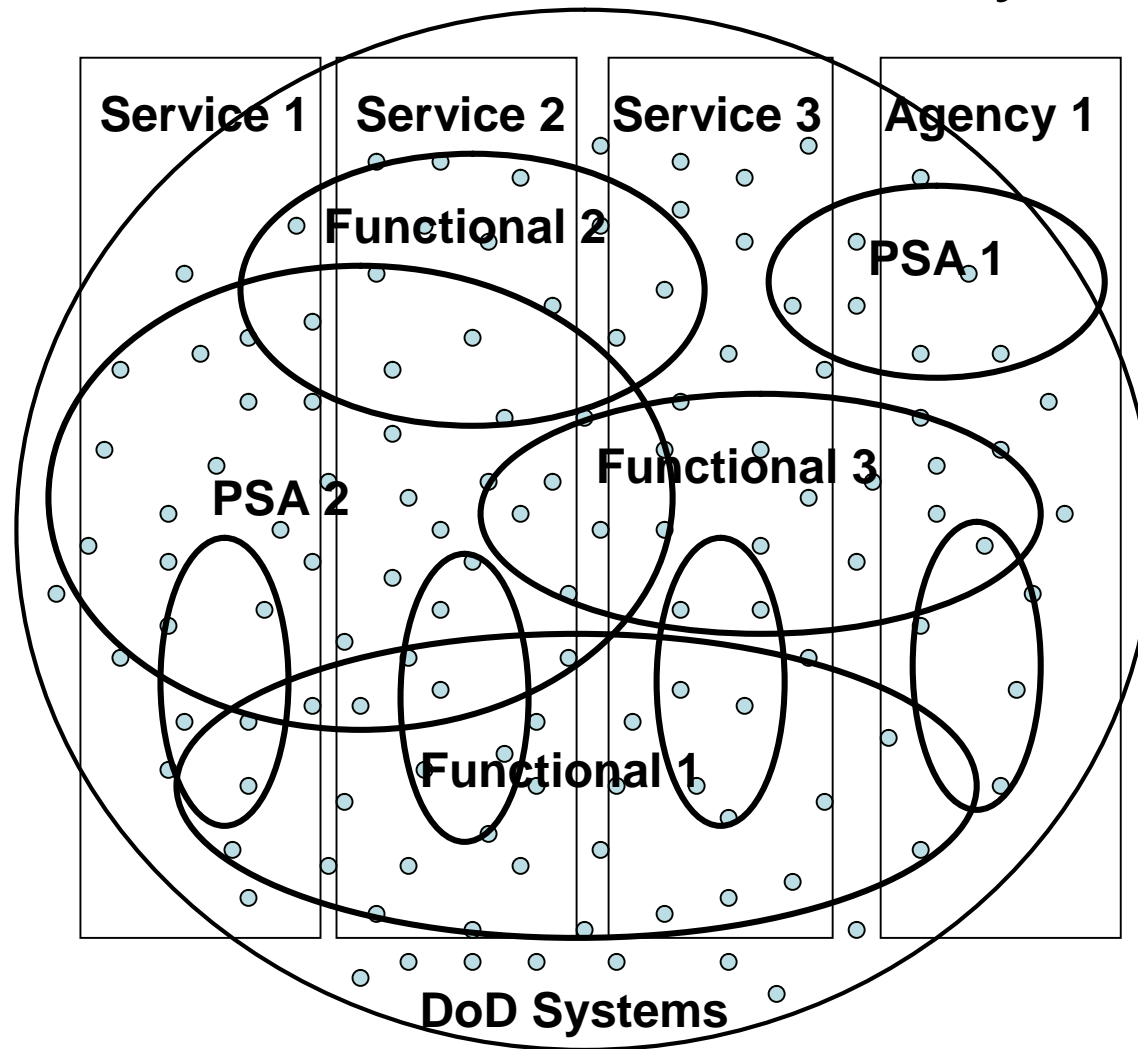 Service 1
Service 2
Service 3
Agency 1
Functional 2
PSA 1
Functional 3
PSA 2
Functional 1
DoD Systems